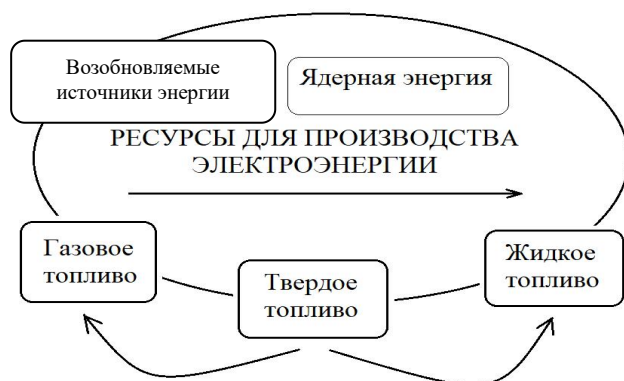 Возобновляемые
источники энергии
Ядерная энергия
РЕСУРСЫ ДЛЯ ПРОИЗВОДСТВА
ЭЛЕКТРОЭНЕРГИИ
Газовое
топливо
Твердое
топливо
Жидкое
топливо